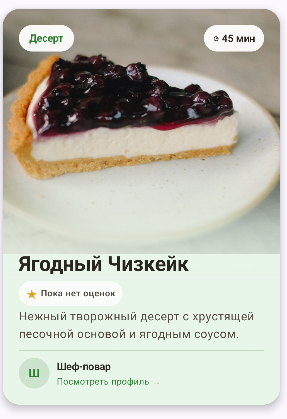 Десерт
45 мин
Ягодный Чизкейк
Пока нет оценок
Нежный творожный десерт с хрустящей
песочной основой и ягодным соусом.
Ш
Шеф-повар
Посмотреть профиль →